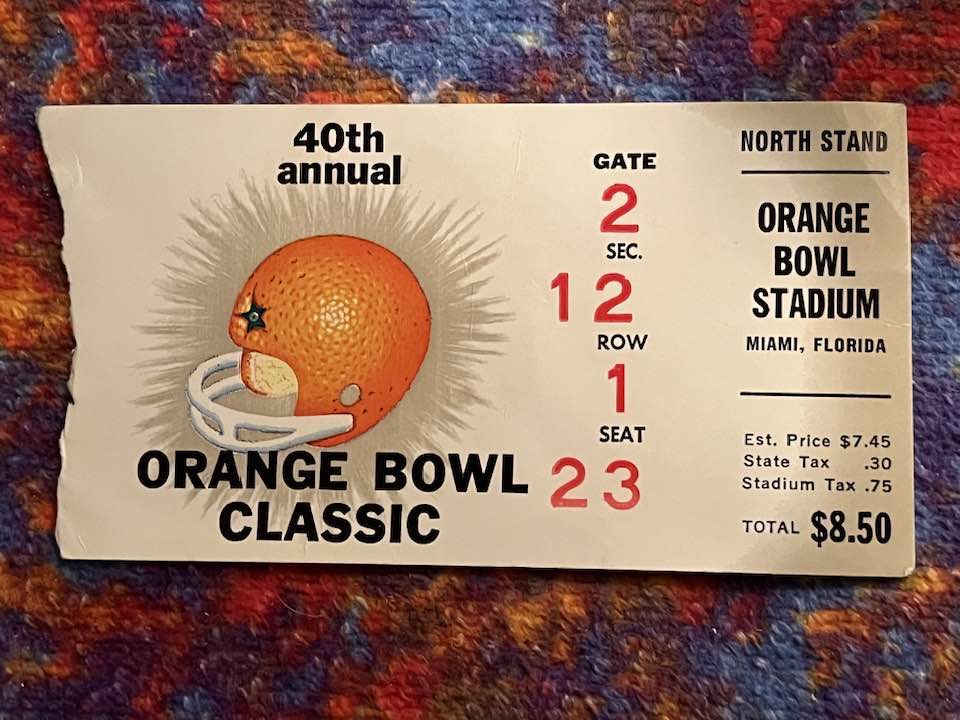 40th
annual
ORANGE BOWL
CLASSIC
GATE
2
SEC.
12
ROW
1
SEAT
23
NORTH STAND
ORANGE
BOWL
STADIUM
MIAMI, FLORIDA
Est. Price $7.45
State Tax .30
Stadium Tax .75
TOTAL $8.50